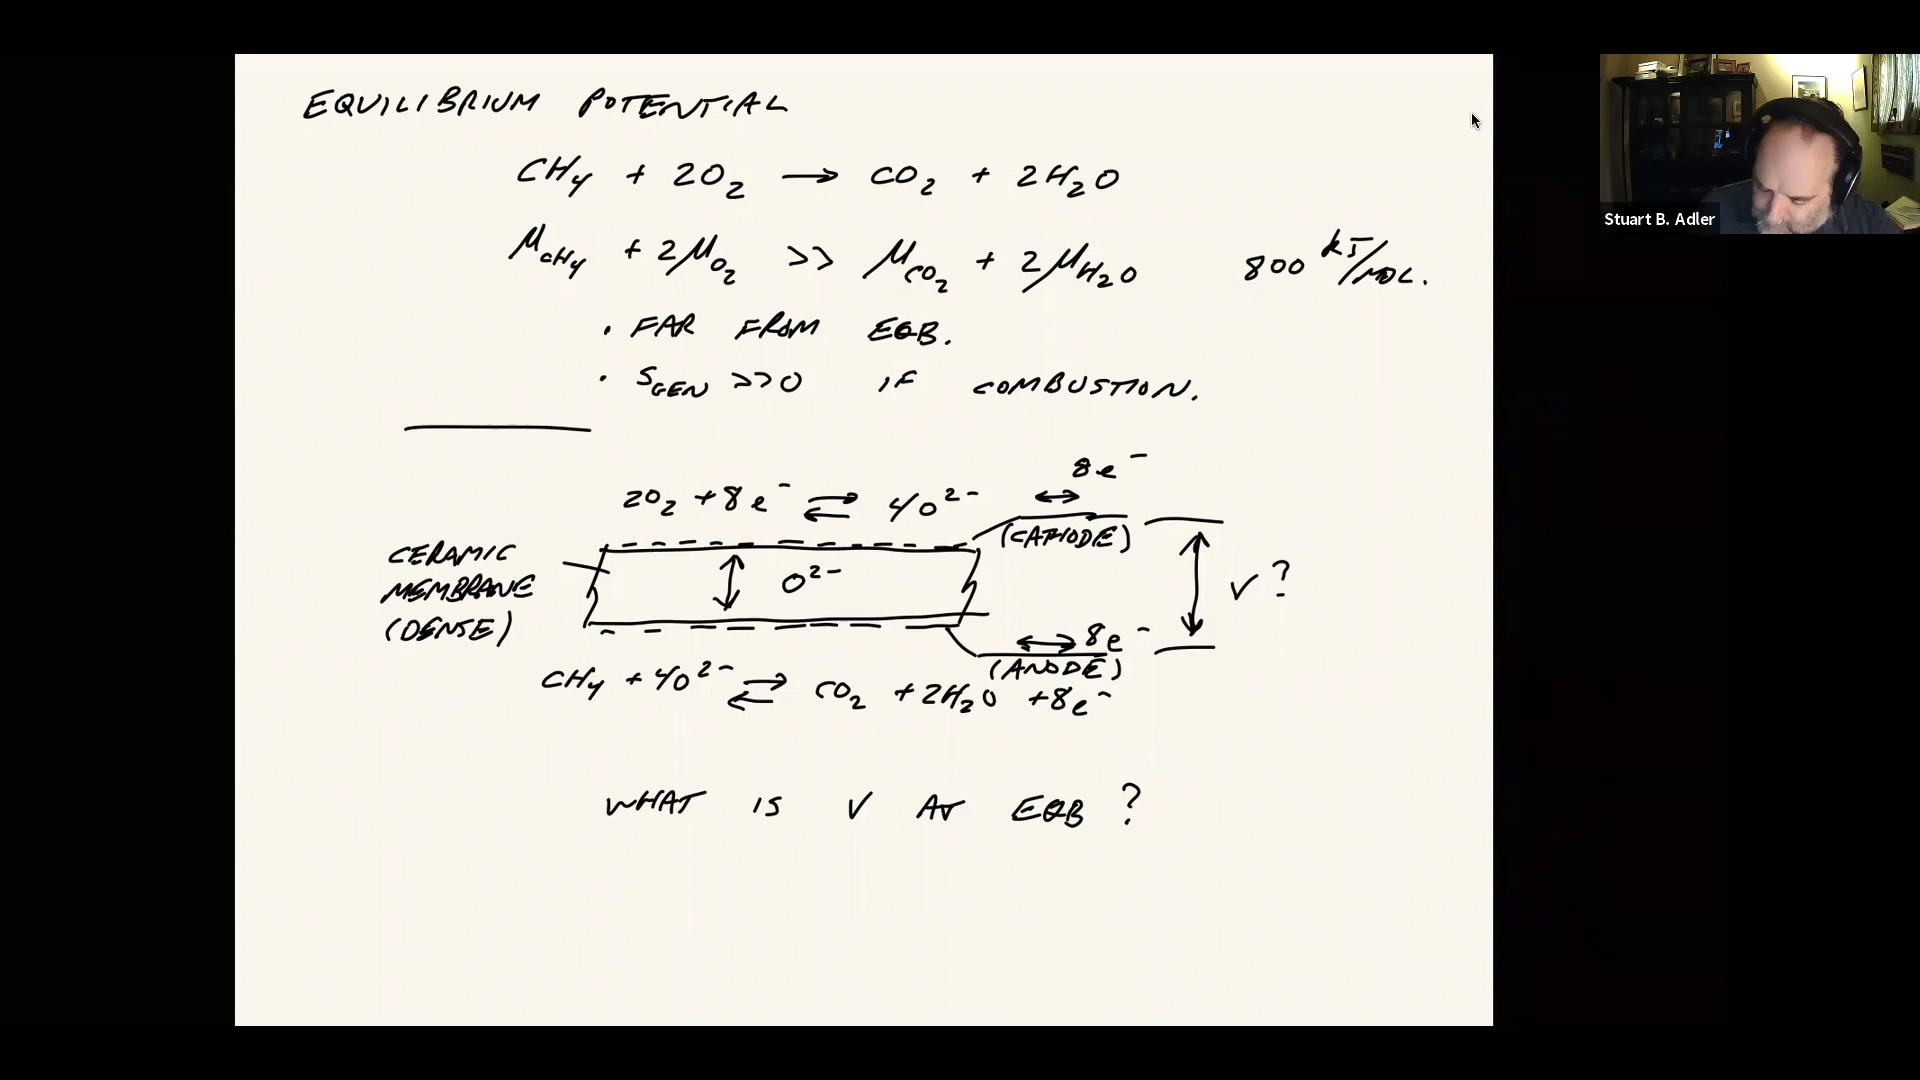 EQUILIBRIUM POTENTIAL
CH4 + 2O2 → CO2 + 2H2O
μCH4 + 2μO2 >> μCO2 + 2μH2O 800 kJ/MOL.
• FAR FROM EQB.
• SGEN >>0 IF COMBUSTION.
8e⁻
2O2 + 8e⁻ ⇌ 4O²⁻ ↔
(CATHODE)
CERAMIC
MEMBRANE
(DENSE)
O²⁻
V?
↔ 8e⁻
(ANODE)
CH4 + 4O²⁻ ⇌ CO2 + 2H2O + 8e⁻
WHAT IS V AT EQB?
Stuart B. Adler